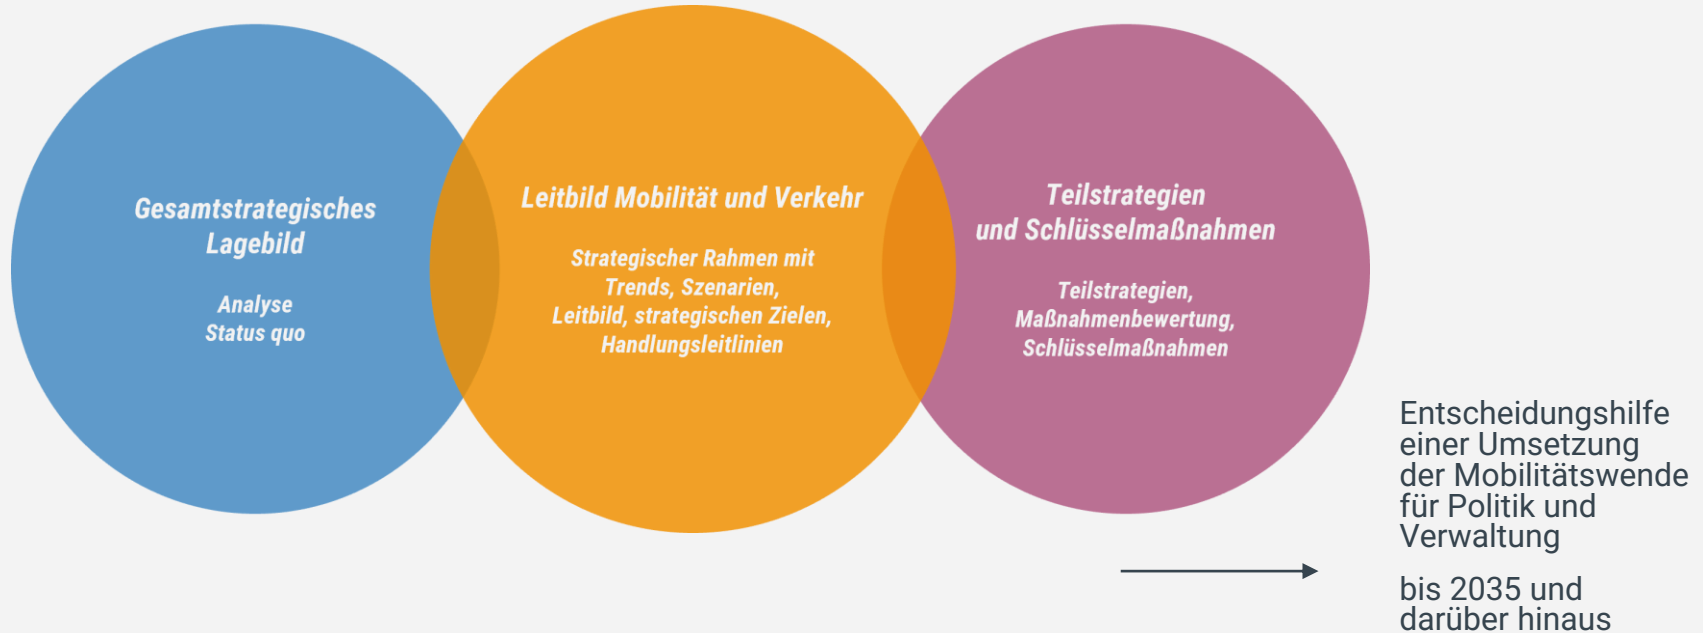 Gesamtstrategisches
Lagebild
Analyse
Status quo
Leitbild Mobilität und Verkehr
Strategischer Rahmen mit
Trends, Szenarien,
Leitbild, strategischen Zielen,
Handlungsleitlinien
Teilstrategien
und Schlüsselmaßnahmen
Teilstrategien,
Maßnahmenbewertung,
Schlüsselmaßnahmen
Entscheidungshilfe
einer Umsetzung
der Mobilitätswende
für Politik und
Verwaltung
bis 2035 und
darüber hinaus